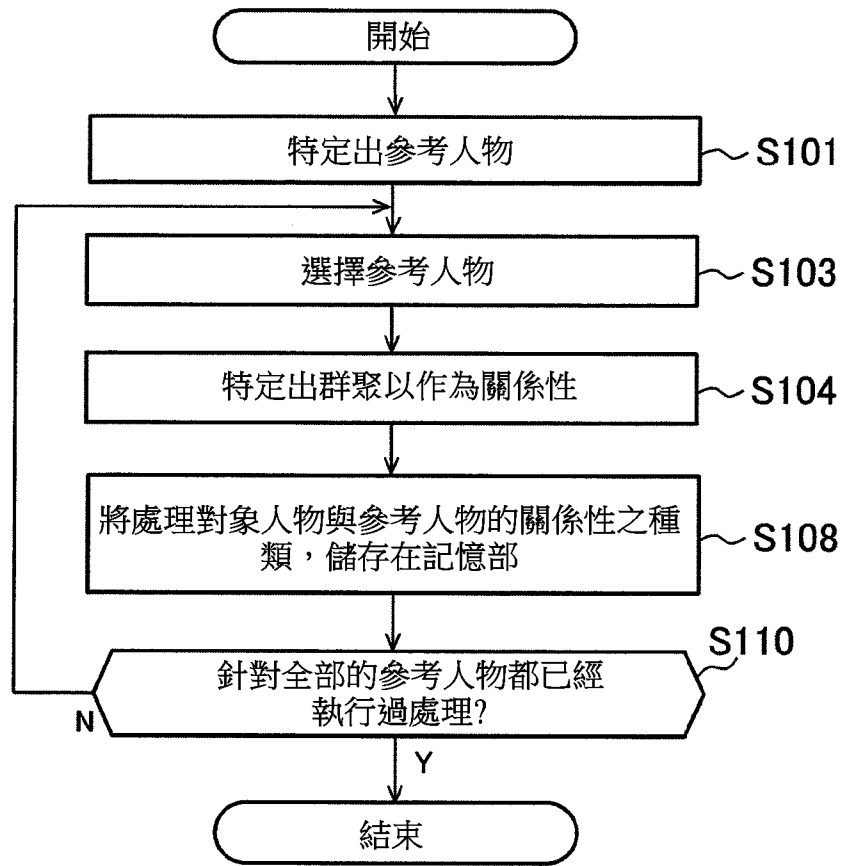 開始
特定出參考人物
S101
選擇參考人物
S103
特定出群聚以作為關係性
S104
將處理對象人物與參考人物的關係性之種
類，儲存在記憶部
S108
S110
針對全部的參考人物都已經
執行過處理?
N
Y
結束